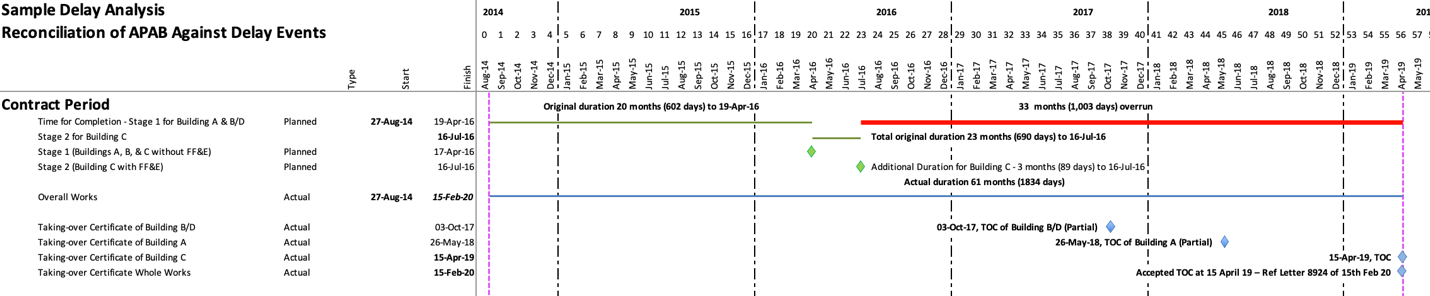 Sample Delay Analysis
Reconciliation of APAB Against Delay Events
2014 2015 2016 2017 2018 201
0 1 2 3 4 5 6 7 8 9 10 11 12 13 14 15 16 17 18 19 20 21 22 23 24 25 26 27 28 29 30 31 32 33 34 35 36 37 38 39 40 41 42 43 44 45 46 47 48 49 50 51 52 53 54 55 56 57
Type Start Finish Aug-14 Sep-14 Oct-14 Nov-14 Dec-14 Jan-15 Feb-15 Mar-15 Apr-15 May-15 Jun-15 Jul-15 Aug-15 Sep-15 Oct-15 Nov-15 Dec-15 Jan-16 Feb-16 Mar-16 Apr-16 May-16 Jun-16 Jul-16 Aug-16 Sep-16 Oct-16 Nov-16 Dec-16 Jan-17 Feb-17 Mar-17 Apr-17 May-17 Jun-17 Jul-17 Aug-17 Sep-17 Oct-17 Nov-17 Dec-17 Jan-18 Feb-18 Mar-18 Apr-18 May-18 Jun-18 Jul-18 Aug-18 Sep-18 Oct-18 Nov-18 Dec-18 Jan-19 Feb-19 Mar-19 Apr-19 May-19
Contract Period Original duration 20 months (602 days) to 19-Apr-16 33 months (1,003 days) overrun
Time for Completion - Stage 1 for Building A & B/D Planned 27-Aug-14 19-Apr-16
Stage 2 for Building C 16-Jul-16 Total original duration 23 months (690 days) to 16-Jul-16
Stage 1 (Buildings A, B, & C without FF&E) Planned 17-Apr-16
Stage 2 (Building C with FF&E) Planned 16-Jul-16 Additional Duration for Building C - 3 months (89 days) to 16-Jul-16
Actual duration 61 months (1834 days)
Overall Works Actual 27-Aug-14 15-Feb-20
Taking-over Certificate of Building B/D Actual 03-Oct-17 03-Oct-17, TOC of Building B/D (Partial)
Taking-over Certificate of Building A Actual 26-May-18 26-May-18, TOC of Building A (Partial)
Taking-over Certificate of Building C Actual 15-Apr-19 15-Apr-19, TOC
Taking-over Certificate Whole Works Actual 15-Feb-20 Accepted TOC at 15 April 19 – Ref Letter 8924 of 15th Feb 20